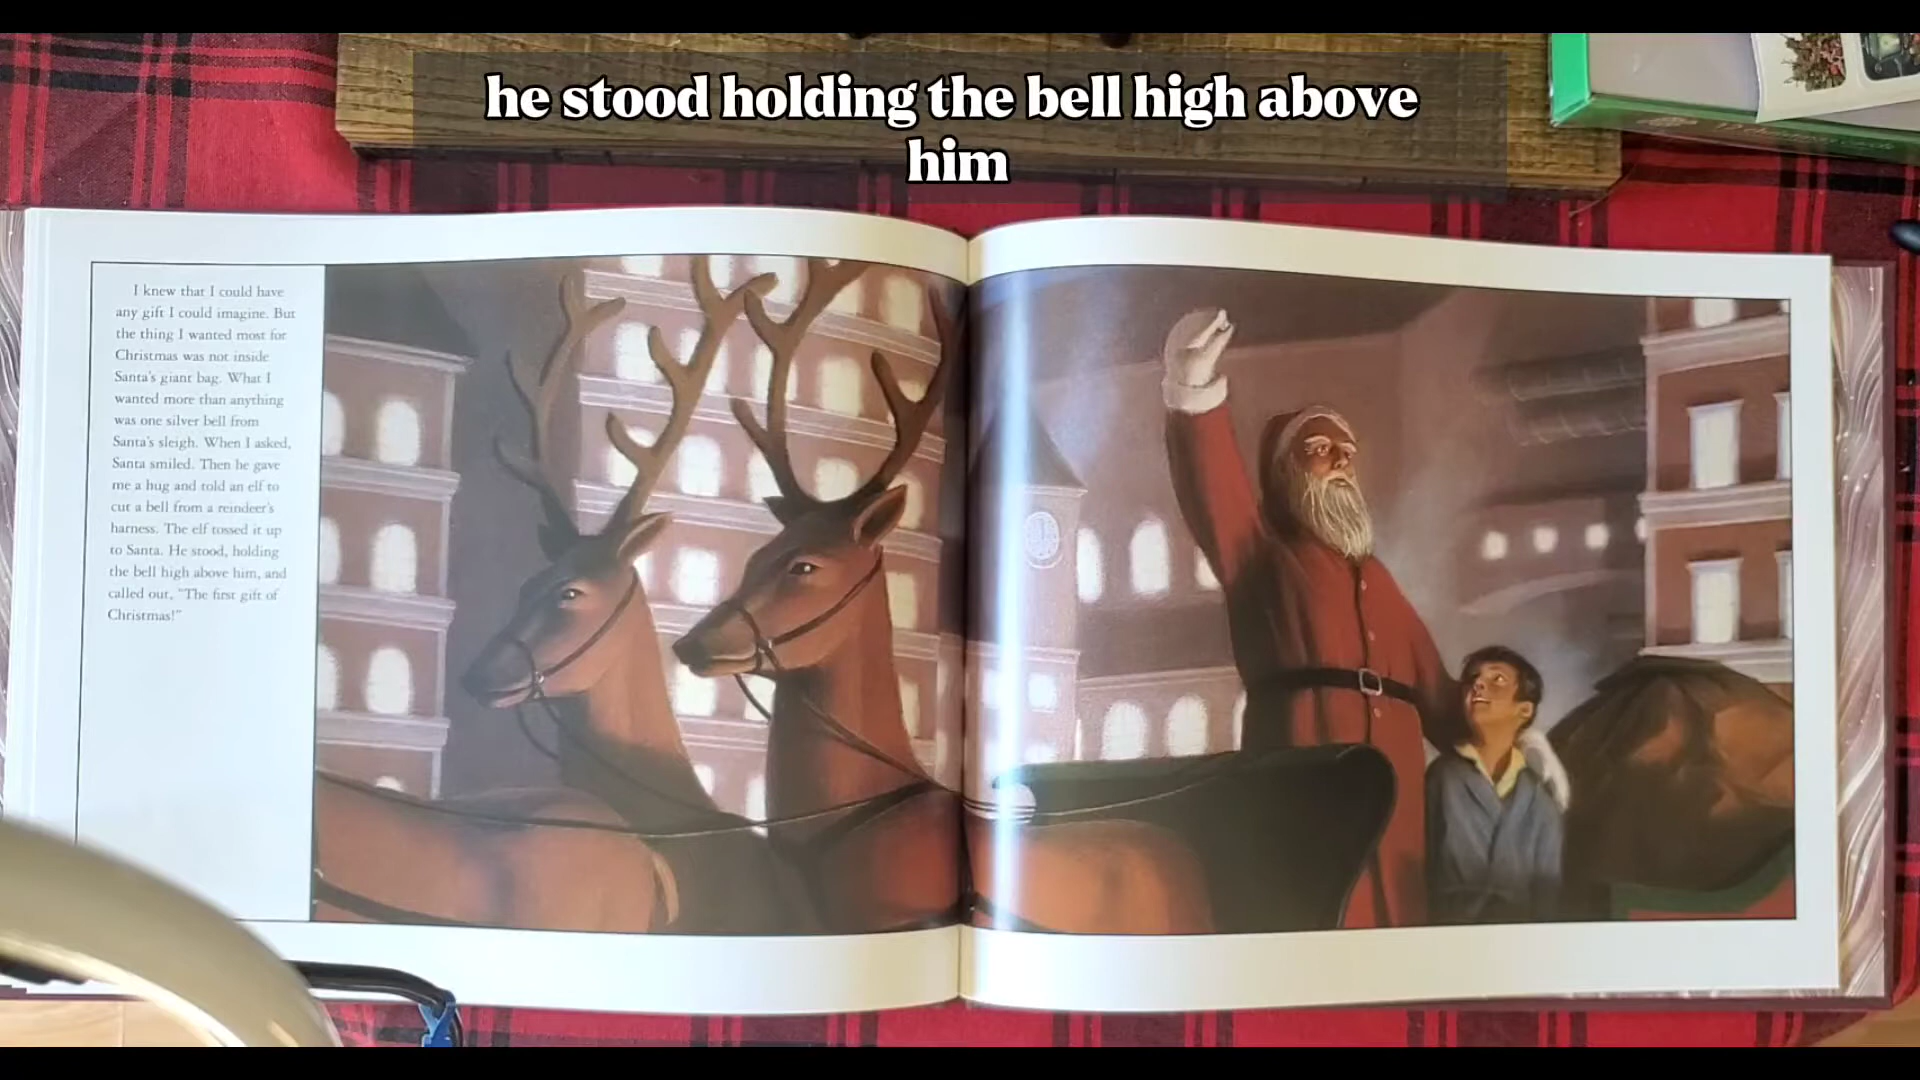 he stood holding the bell high above
him
I knew that I could have
any gift I could imagine. But
the thing I wanted most for
Christmas was not inside
Santa's giant bag. What I
wanted more than anything
was one silver bell from
Santa's sleigh. When I asked,
Santa smiled. Then he gave
me a hug and told an elf to
cut a bell from a reindeer's
harness. The elf tossed it up
to Santa. He stood, holding
the bell high above him, and
called out, "The first gift of
Christmas!"